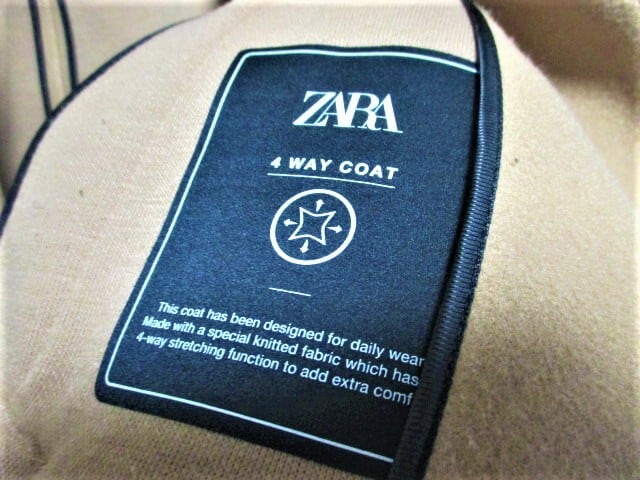 ZARA
4 WAY COAT
This coat has been designed for daily wear
Made with a special knitted fabric which has
4-way stretching function to add extra comf